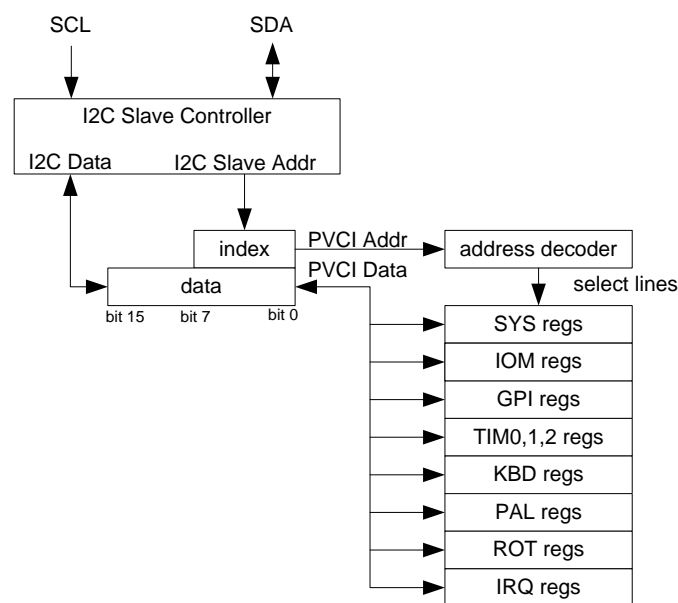 SCL SDA
I2C Slave Controller
I2C Data I2C Slave Addr
index PVCI Addr address decoder
data PVCI Data
select lines
bit 15 bit 7 bit 0
SYS regs
IOM regs
GPI regs
TIM0,1,2 regs
KBD regs
PAL regs
ROT regs
IRQ regs